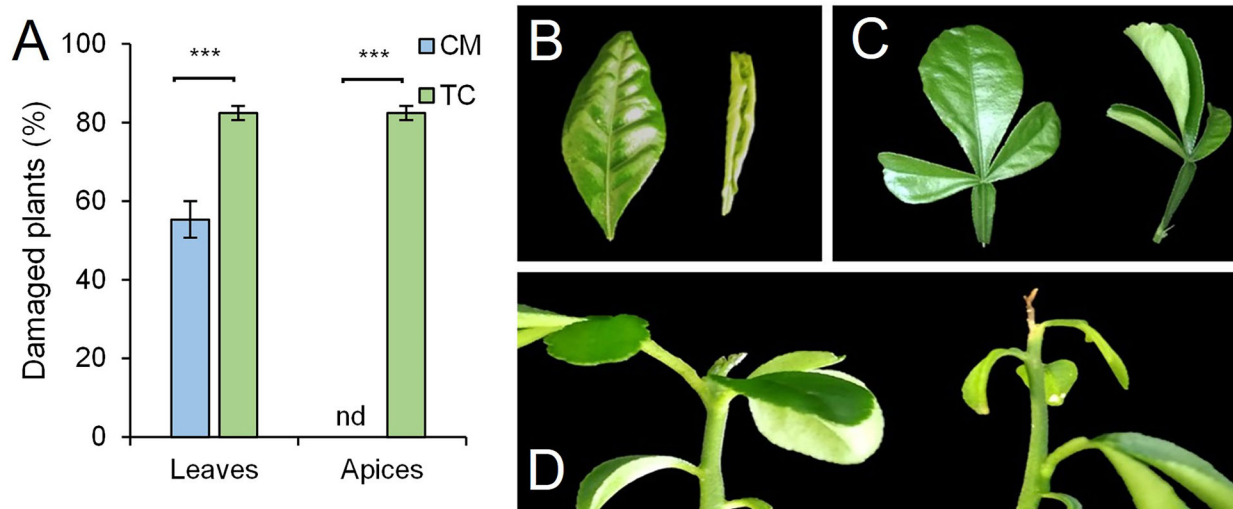 A
Damaged plants (%)
100
80
60
40
20
0
***
***
CM
TC
nd
Leaves
Apices
B
C
D